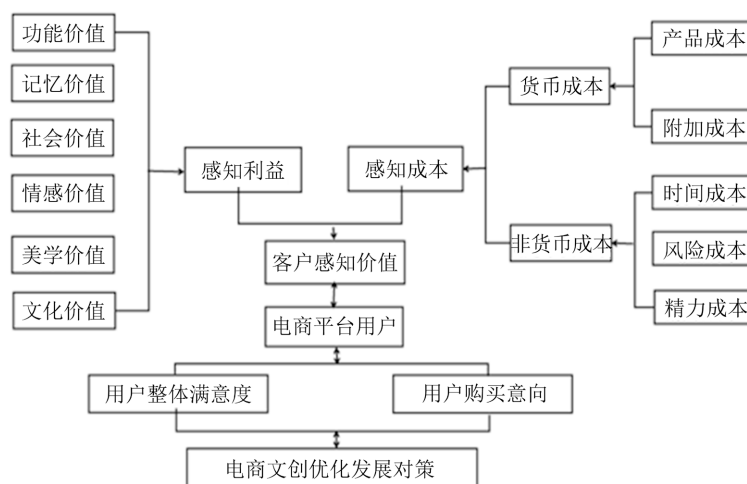 功能价值
记忆价值
社会价值
情感价值
美学价值
文化价值
感知利益
感知成本
货币成本
非货币成本
产品成本
附加成本
时间成本
风险成本
精力成本
客户感知价值
电商平台用户
用户整体满意度
用户购买意向
电商文创优化发展对策